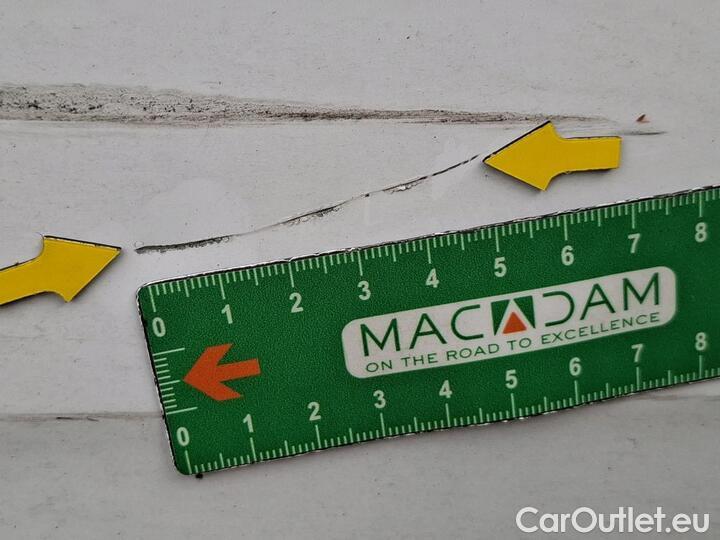 0 1 2 3 4 5 6 7 8
MACADAM
ON THE ROAD TO EXCELLENCE
0 1 2 3 4 5 6 7 8
CarOutlet.eu